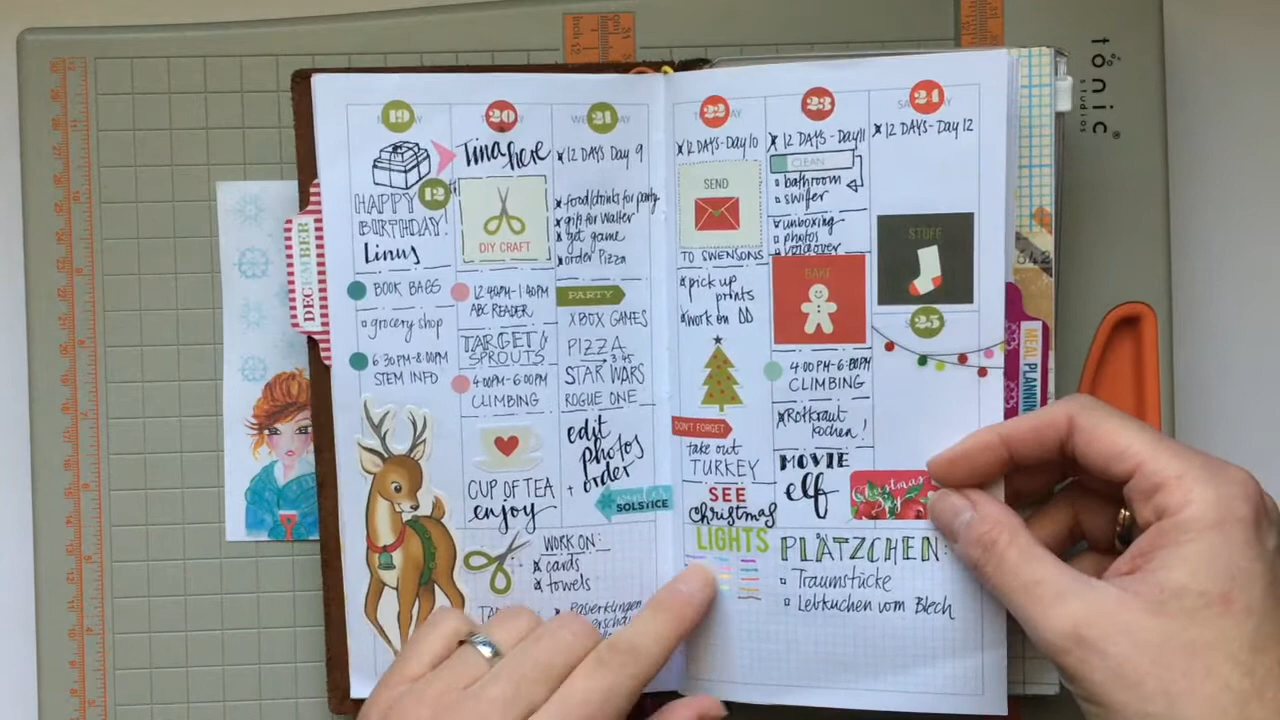 19
HAPPY
12
BIRTHDAY!
Linus
BOOK BAGS
grocery shop
6:30PM-8:00PM
STEM INFO
20
Tina here
DIY CRAFT
12:40PM-1:40PM
ABC READER
TARGET &
SPROUTS
4:00PM-6:00PM
CLIMBING
CUP OF TEA
enjoy
21
12 DAYS Day 9
food/drinks for party
gift for Walter
get game
order Pizza
PARTY
XBOX GAMES
PIZZA
3:45
STAR WARS
ROGUE ONE
edit
photos
+ order
SOLSTICE
WORK ON:
cards
towels
22
12 DAYS-DAY 10
SEND
TO SWENSONS
pick up
prints
work on DD
DON'T FORGET
take out
TURKEY
SEE
Christmas
LIGHTS
23
12 DAYS-DAY 11
CLEAN
bathroom
swiffer
unboxing
photos
voiceover
BAKE
4:00PM-6:00PM
CLIMBING
Rotkraut
kochen!
MOVIE
elf
24
12 DAYS-DAY 12
STUFF
25
Christmas
PLÄTZCHEN:
Traumstücke
Lebkuchen vom Blech
DECEMBER
MEAL PLANNIN
tonic
studios